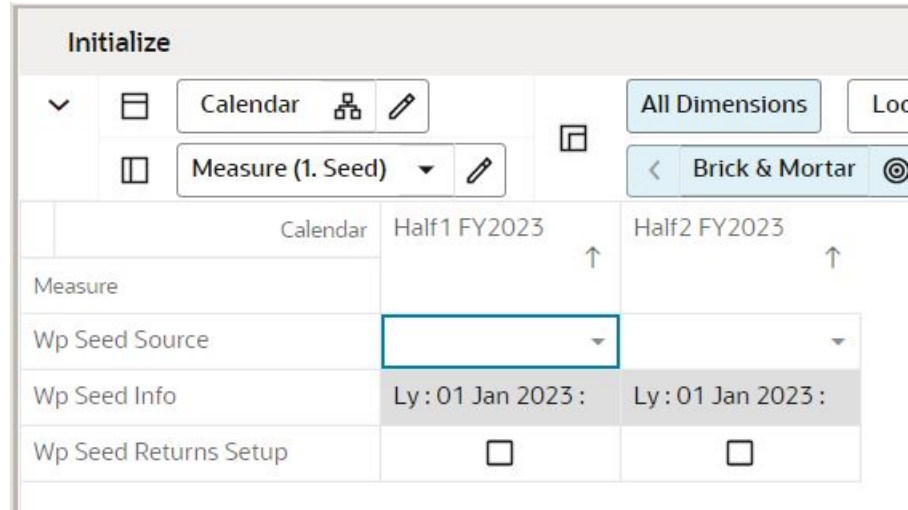 Initialize
Calendar
All Dimensions
Measure (1. Seed)
Brick & Mortar
Calendar
Half1 FY2023
Half2 FY2023
Measure
Wp Seed Source
Wp Seed Info
Ly : 01 Jan 2023 :
Ly : 01 Jan 2023 :
Wp Seed Returns Setup